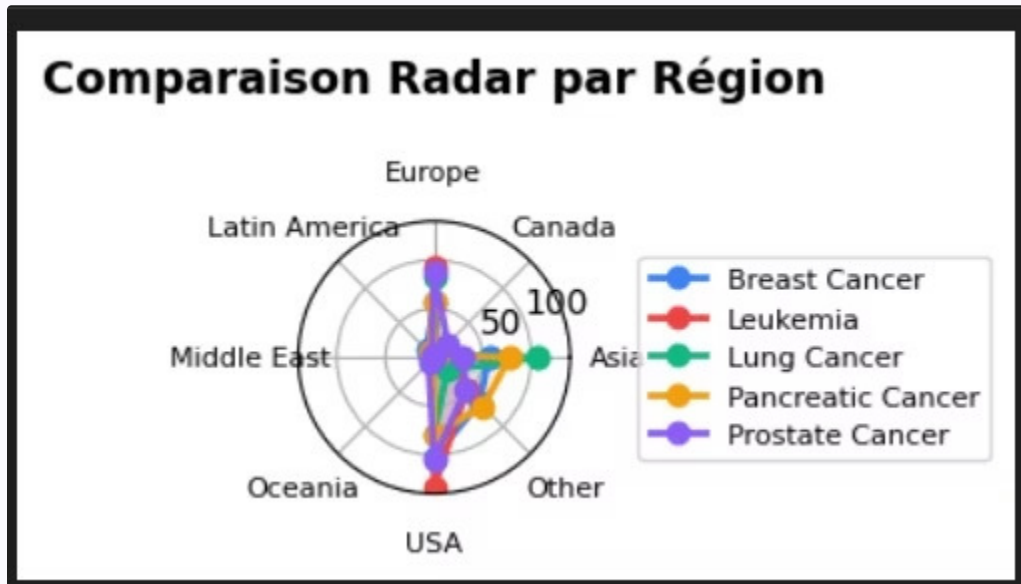 Comparaison Radar par Région
Europe
Latin America
Canada
100
50
Middle East
Asia
Oceania
Other
USA
Breast Cancer
Leukemia
Lung Cancer
Pancreatic Cancer
Prostate Cancer